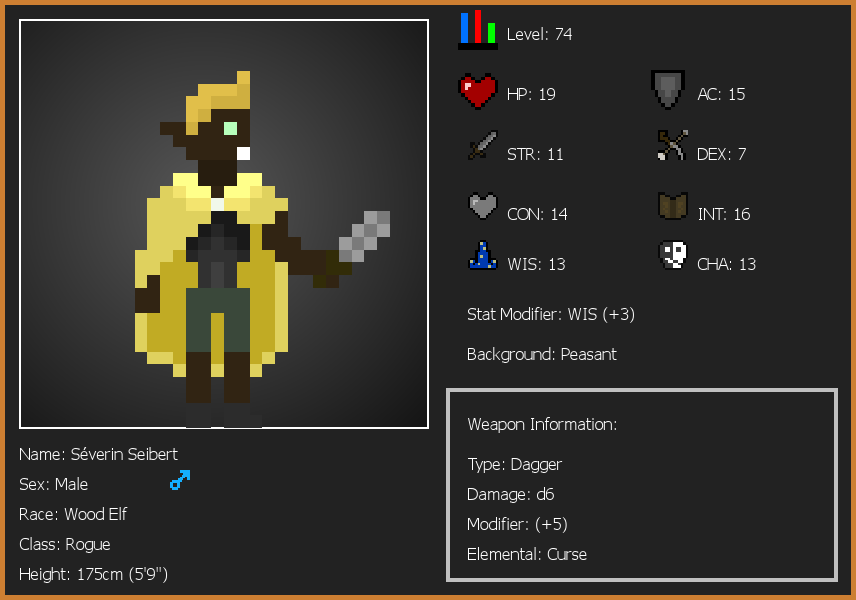 Level: 74
HP: 19
AC: 15
STR: 11
DEX: 7
CON: 14
INT: 16
WIS: 13
CHA: 13
Stat Modifier: WIS (+3)
Background: Peasant
Name: Séverin Seibert
Sex: Male
Race: Wood Elf
Class: Rogue
Height: 175cm (5'9")
Weapon Information:
Type: Dagger
Damage: d6
Modifier: (+5)
Elemental: Curse